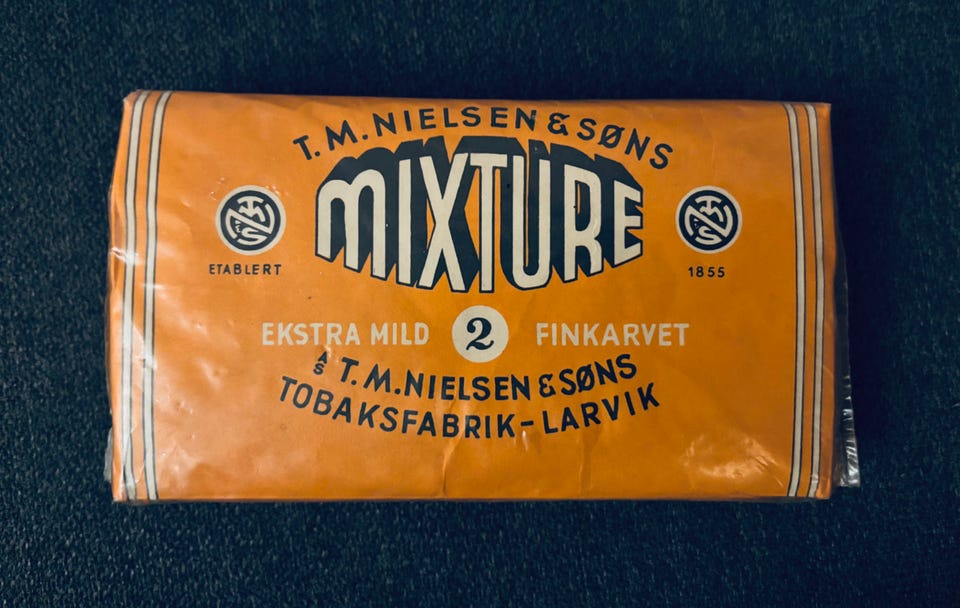 T. M. NIELSEN & SØNS
MIXTURE
ETABLERT
1855
EKSTRA MILD 2 FINKARVET
A/S T. M. NIELSEN & SØNS
TOBAKSFABRIK - LARVIK